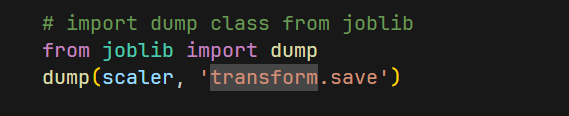 # import dump class from joblib
from joblib import dump
dump(scaler, 'transform.save')